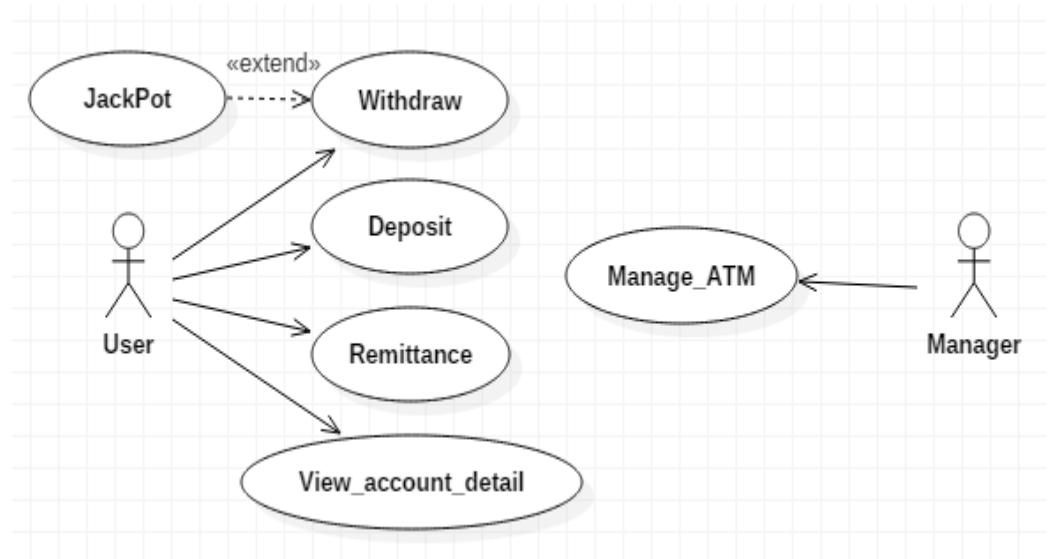 «extend»
JackPot
Withdraw
Deposit
Manage_ATM
User
Remittance
Manager
View_account_detail